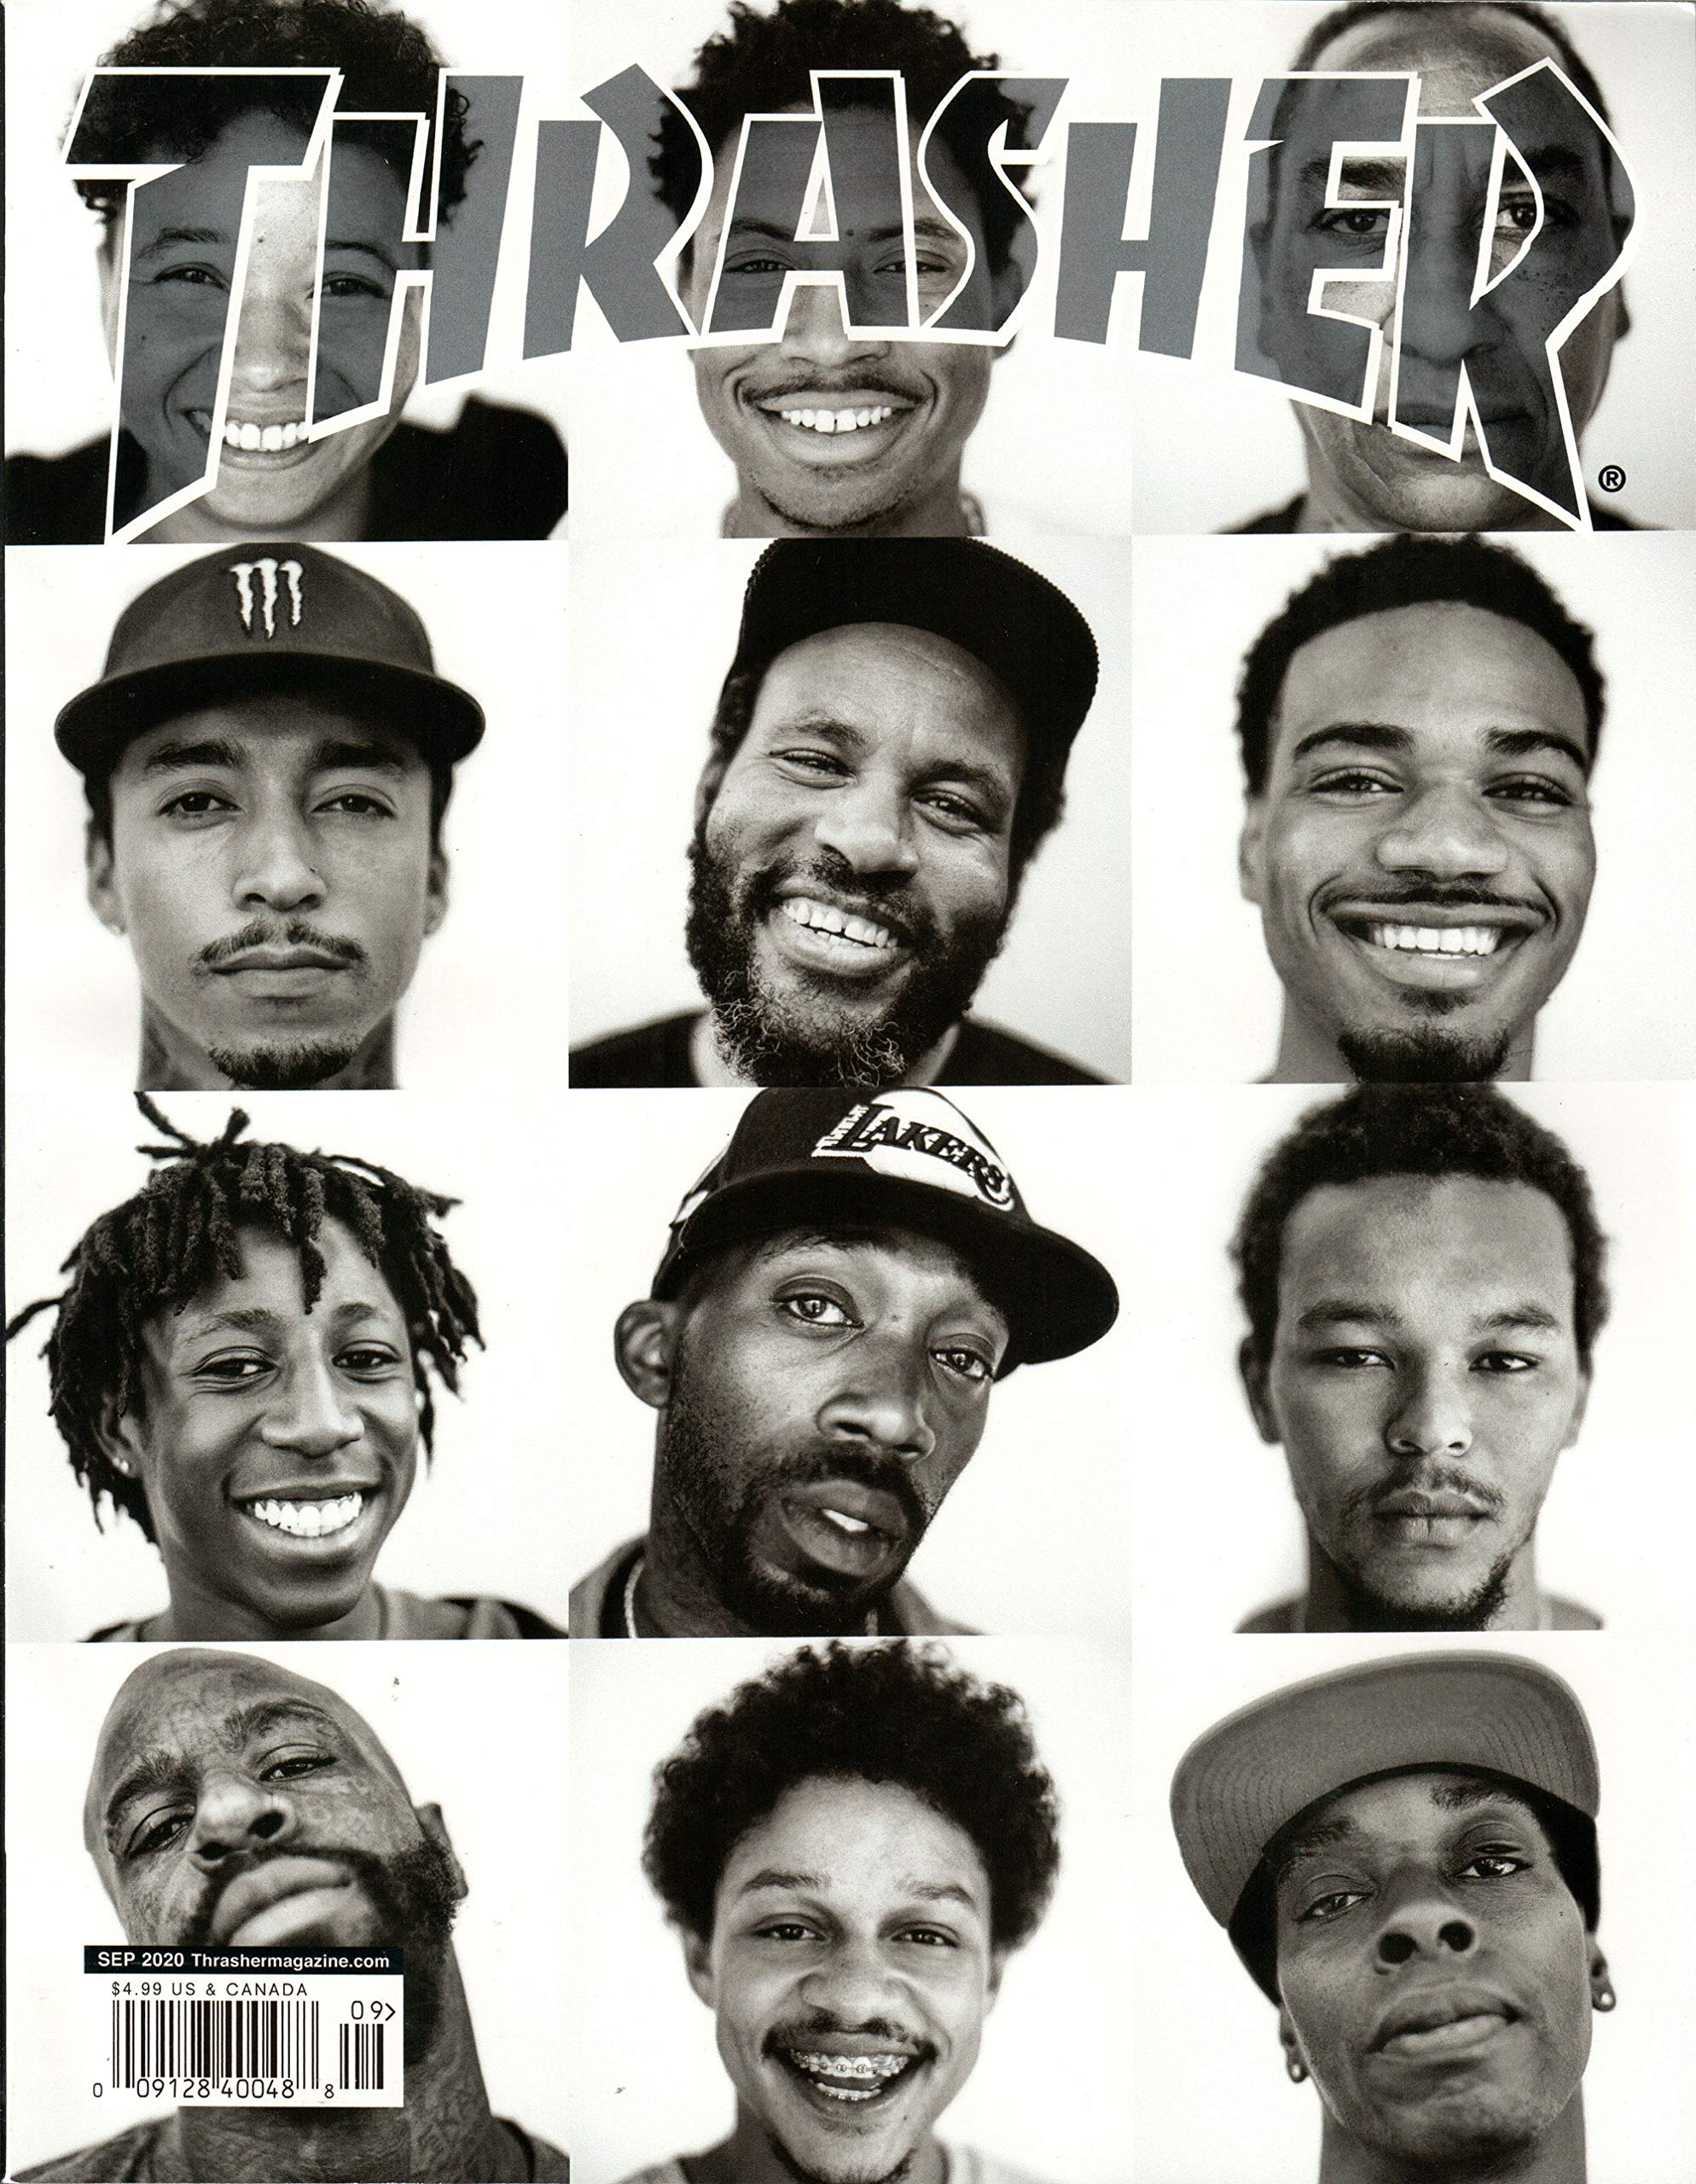 THRASHER
®
LAKERS
SEP 2020 Thrashermagazine.com
$4.99 US & CANADA
09>
0 09128 40048 8